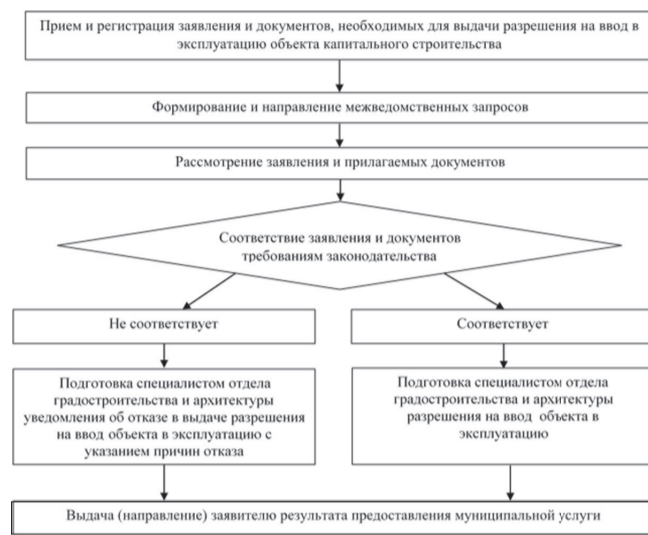 Прием и регистрация заявления и документов, необходимых для выдачи разрешения на ввод в
эксплуатацию объекта капитального строительства
Формирование и направление межведомственных запросов
Рассмотрение заявления и прилагаемых документов
Соответствие заявления и документов
требованиям законодательства
Не соответствует
Соответствует
Подготовка специалистом отдела
градостроительства и архитектуры
уведомления об отказе в выдаче разрешения
на ввод объекта в эксплуатацию с
указанием причин отказа
Подготовка специалистом отдела
градостроительства и архитектуры
разрешения на ввод объекта в
эксплуатацию
Выдача (направление) заявителю результата предоставления муниципальной услуги